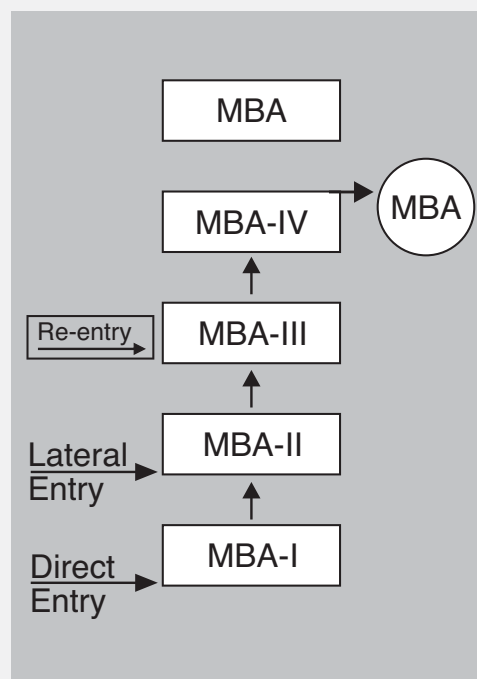 MBA
MBA-IV
MBA
Re-entry
MBA-III
Lateral
Entry
MBA-II
Direct
Entry
MBA-I